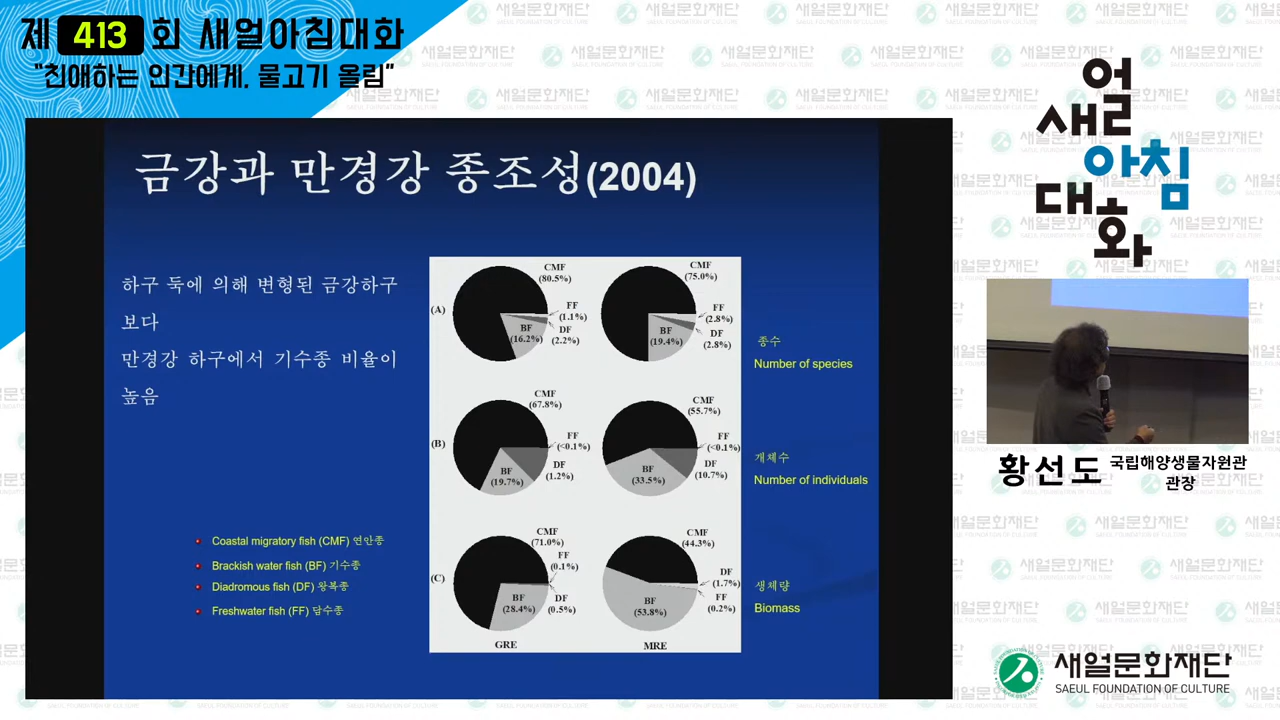 제 413 회 새얼아침대화
"친애하는 인간에게, 물고기 올림"
얼
새
아침
대
화
금강과 만경강 종조성(2004)
하구 둑에 의해 변형된 금강하구
보다
만경강 하구에서 기수종 비율이
높음
Coastal migratory fish (CMF) 연안종
Brackish water fish (BF) 기수종
Diadromous fish (DF) 왕복종
Freshwater fish (FF) 담수종
(A)
CMF
(80.5%)
FF
(1.1%)
DF
(2.2%)
BF
(16.2%)
CMF
(75.0%)
FF
(2.8%)
DF
(2.8%)
BF
(19.4%)
종수
Number of species
(B)
CMF
(67.8%)
FF
(<0.1%)
DF
(1.2%)
BF
(19.7%)
CMF
(55.7%)
FF
(<0.1%)
DF
(10.7%)
BF
(33.5%)
개체수
Number of individuals
(C)
CMF
(71.0%)
FF
(0.1%)
DF
(0.5%)
BF
(28.4%)
CMF
(44.3%)
DF
(1.7%)
FF
(0.2%)
BF
(53.8%)
생체량
Biomass
GRE
MRE
황선도 국립해양생물자원관
관장
새얼문화재단
SAEUL FOUNDATION OF CULTURE